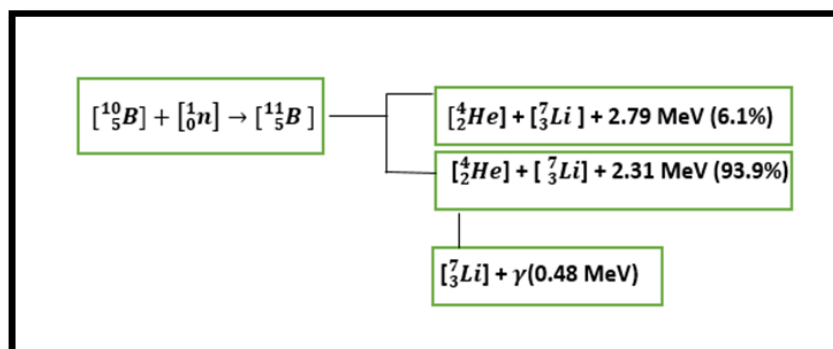 [¹⁰₅B] + [¹₀n] → [¹¹₅B ]
[⁴₂He] + [⁷₃Li ] + 2.79 MeV (6.1%)
[⁴₂He] + [ ⁷₃Li] + 2.31 MeV (93.9%)
[⁷₃Li] + γ(0.48 MeV)